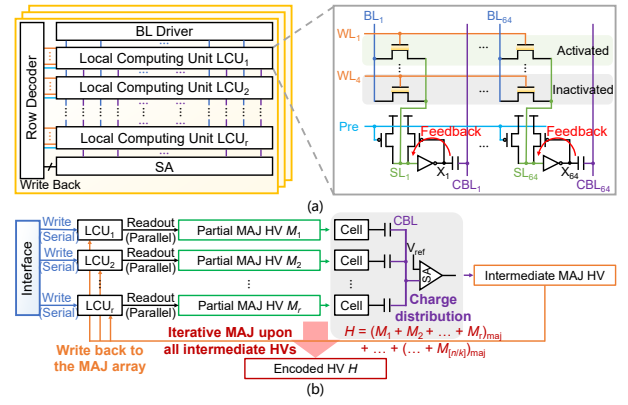 BL Driver
Row Decoder
Local Computing Unit LCU1
Local Computing Unit LCU2
...
Local Computing Unit LCUr
SA
Write Back
BL1
BL64
WL1
...
Activated
WL4
...
Inactivated
Pre
Feedback
...
Feedback
SL1
X1
CBL1
SL64
X64
CBL64
(a)
Interface
Write
(Serial)
LCU1
Readout
(Parallel)
Partial MAJ HV M1
Cell
CBL
Write
(Serial)
LCU2
Readout
(Parallel)
Partial MAJ HV M2
Cell
Vref
SA
Intermediate MAJ HV
Write
(Serial)
LCUr
Readout
(Parallel)
Partial MAJ HV Mr
Cell
Charge
distribution
Write back to
the MAJ array
Iterative MAJ upon
all intermediate HVs
H = (M1 + M2 + ... + Mr)maj
+ ... + (... + M[n/k])maj
Encoded HV H
(b)